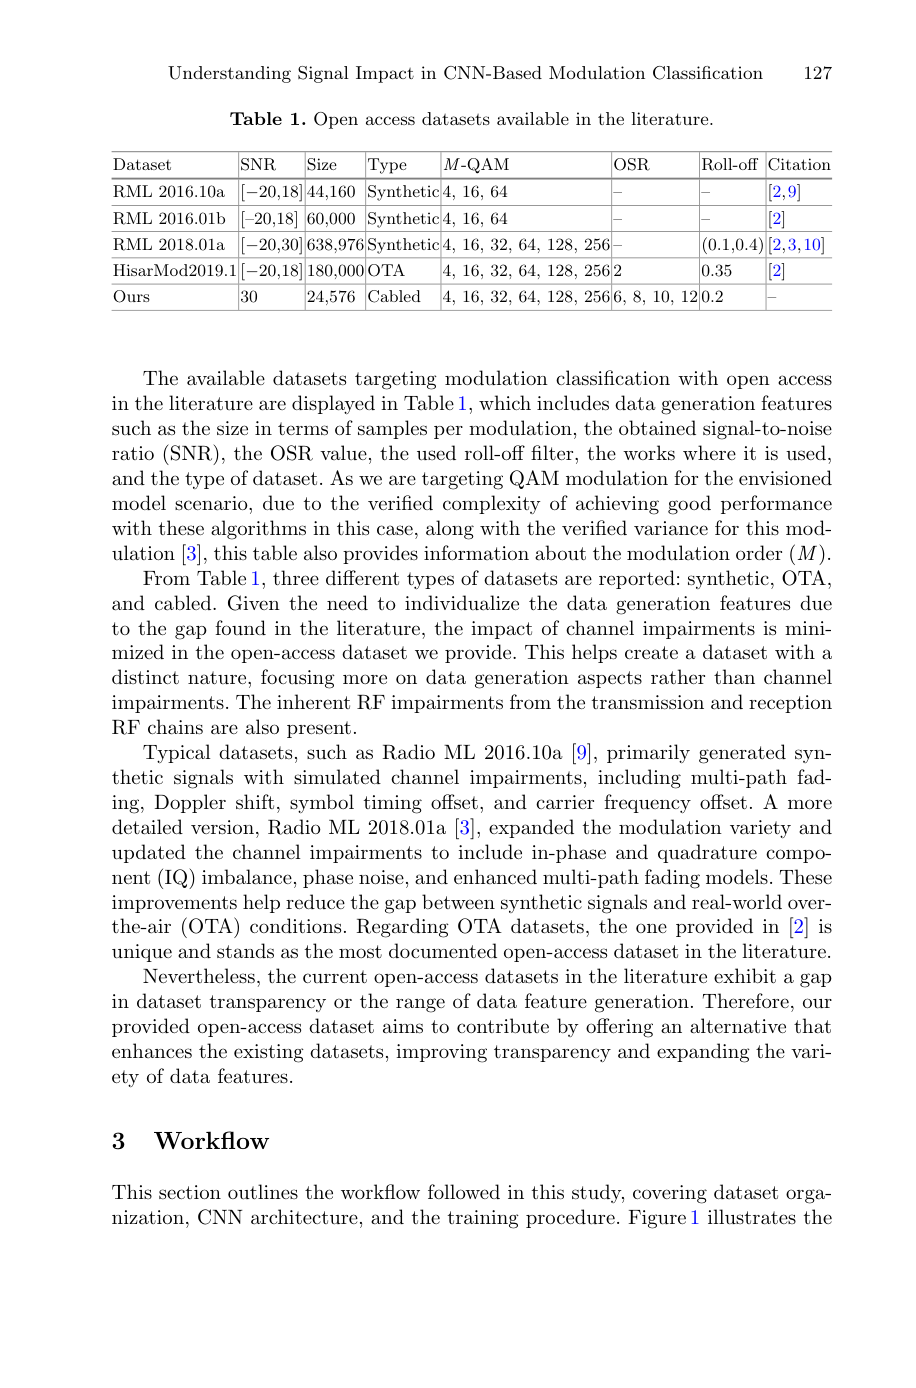 Understanding Signal Impact in CNN-Based Modulation Classification 127
Table 1. Open access datasets available in the literature.
Dataset SNR Size Type M-QAM OSR Roll-off Citation
RML 2016.10a [−20,18] 44,160 Synthetic 4, 16, 64 – – [2,9]
RML 2016.01b [–20,18] 60,000 Synthetic 4, 16, 64 – – [2]
RML 2018.01a [−20,30] 638,976 Synthetic 4, 16, 32, 64, 128, 256 – (0.1,0.4) [2,3,10]
HisarMod2019.1 [−20,18] 180,000 OTA 4, 16, 32, 64, 128, 256 2 0.35 [2]
Ours 30 24,576 Cabled 4, 16, 32, 64, 128, 256 6, 8, 10, 12 0.2 –
The available datasets targeting modulation classification with open access
in the literature are displayed in Table 1, which includes data generation features
such as the size in terms of samples per modulation, the obtained signal-to-noise
ratio (SNR), the OSR value, the used roll-off filter, the works where it is used,
and the type of dataset. As we are targeting QAM modulation for the envisioned
model scenario, due to the verified complexity of achieving good performance
with these algorithms in this case, along with the verified variance for this mod-
ulation [3], this table also provides information about the modulation order (M).
From Table 1, three different types of datasets are reported: synthetic, OTA,
and cabled. Given the need to individualize the data generation features due
to the gap found in the literature, the impact of channel impairments is mini-
mized in the open-access dataset we provide. This helps create a dataset with a
distinct nature, focusing more on data generation aspects rather than channel
impairments. The inherent RF impairments from the transmission and reception
RF chains are also present.
Typical datasets, such as Radio ML 2016.10a [9], primarily generated syn-
thetic signals with simulated channel impairments, including multi-path fad-
ing, Doppler shift, symbol timing offset, and carrier frequency offset. A more
detailed version, Radio ML 2018.01a [3], expanded the modulation variety and
updated the channel impairments to include in-phase and quadrature compo-
nent (IQ) imbalance, phase noise, and enhanced multi-path fading models. These
improvements help reduce the gap between synthetic signals and real-world over-
the-air (OTA) conditions. Regarding OTA datasets, the one provided in [2] is
unique and stands as the most documented open-access dataset in the literature.
Nevertheless, the current open-access datasets in the literature exhibit a gap
in dataset transparency or the range of data feature generation. Therefore, our
provided open-access dataset aims to contribute by offering an alternative that
enhances the existing datasets, improving transparency and expanding the vari-
ety of data features.
3 Workflow
This section outlines the workflow followed in this study, covering dataset orga-
nization, CNN architecture, and the training procedure. Figure 1 illustrates the